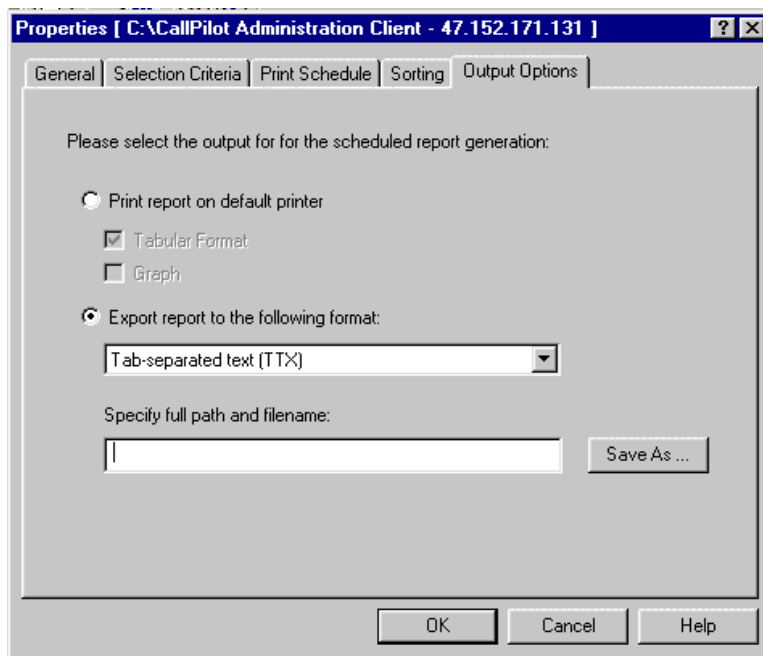 Properties [ C:\CallPilot Administration Client - 47.152.171.131 ]
General Selection Criteria Print Schedule Sorting Output Options
Please select the output for for the scheduled report generation:
Print report on default printer
Tabular Format
Graph
Export report to the following format:
Tab-separated text (TTX)
Specify full path and filename:
Save As ...
OK Cancel Help